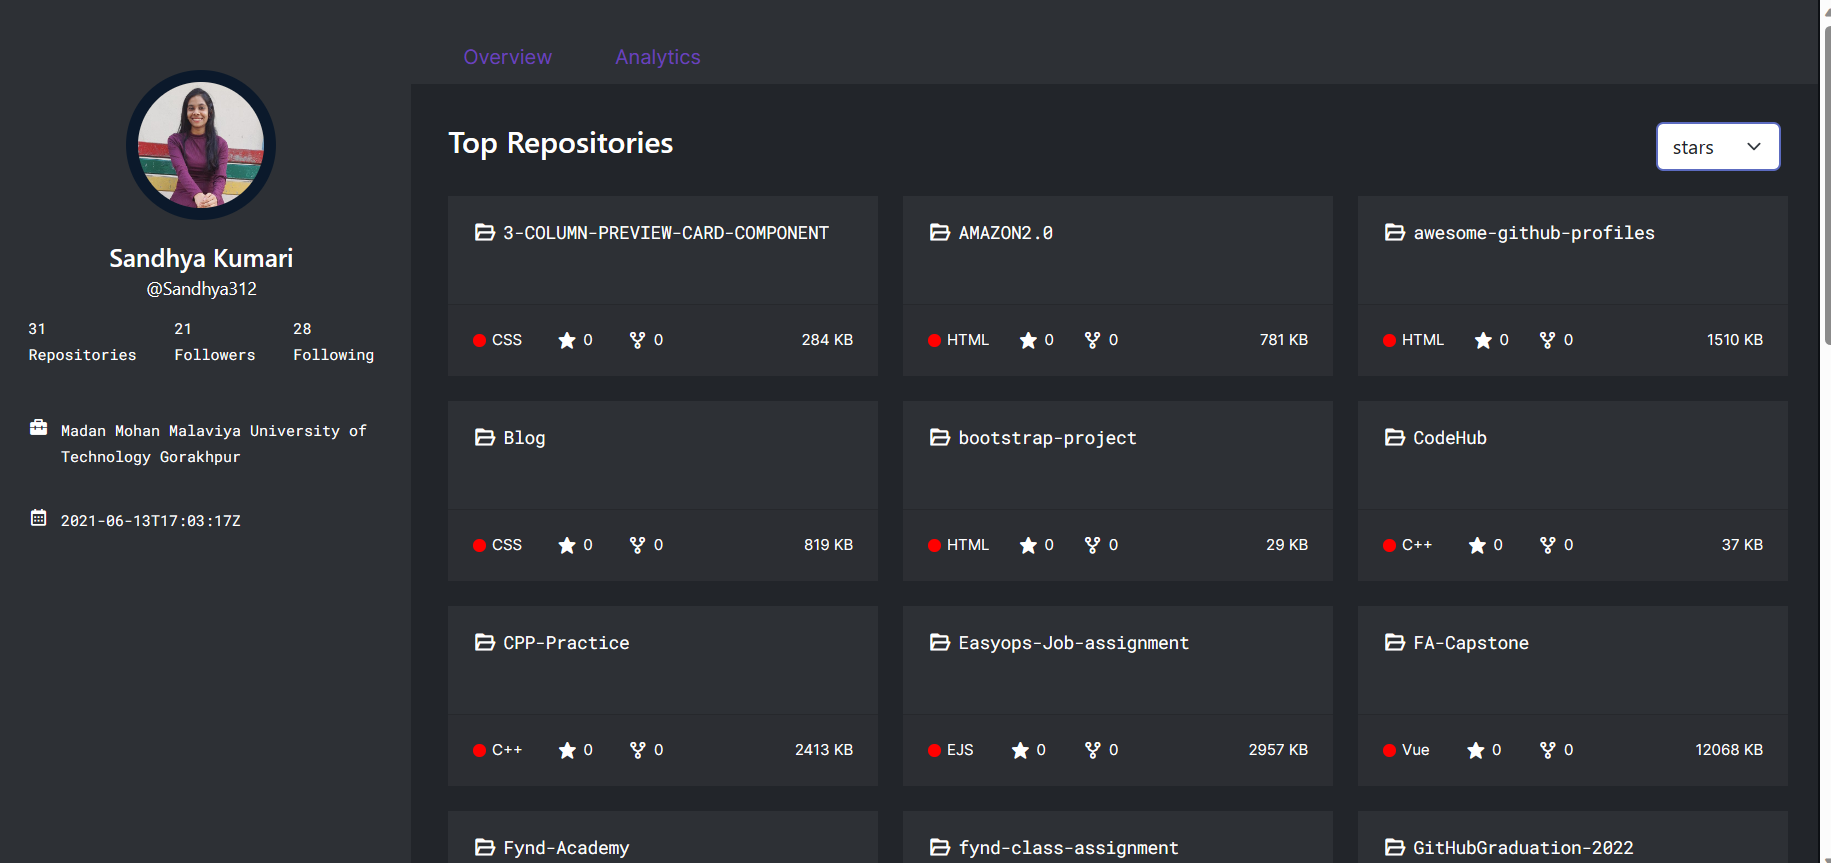 Overview Analytics
Sandhya Kumari
@Sandhya312
31 21 28
Repositories Followers Following
Madan Mohan Malaviya University of
Technology Gorakhpur
2021-06-13T17:03:17Z
Top Repositories
stars
3-COLUMN-PREVIEW-CARD-COMPONENT
CSS 0 0 284 KB
AMAZON2.0
HTML 0 0 781 KB
awesome-github-profiles
HTML 0 0 1510 KB
Blog
CSS 0 0 819 KB
bootstrap-project
HTML 0 0 29 KB
CodeHub
C++ 0 0 37 KB
CPP-Practice
C++ 0 0 2413 KB
Easyops-Job-assignment
EJS 0 0 2957 KB
FA-Capstone
Vue 0 0 12068 KB
Fynd-Academy
fynd-class-assignment
GitHubGraduation-2022